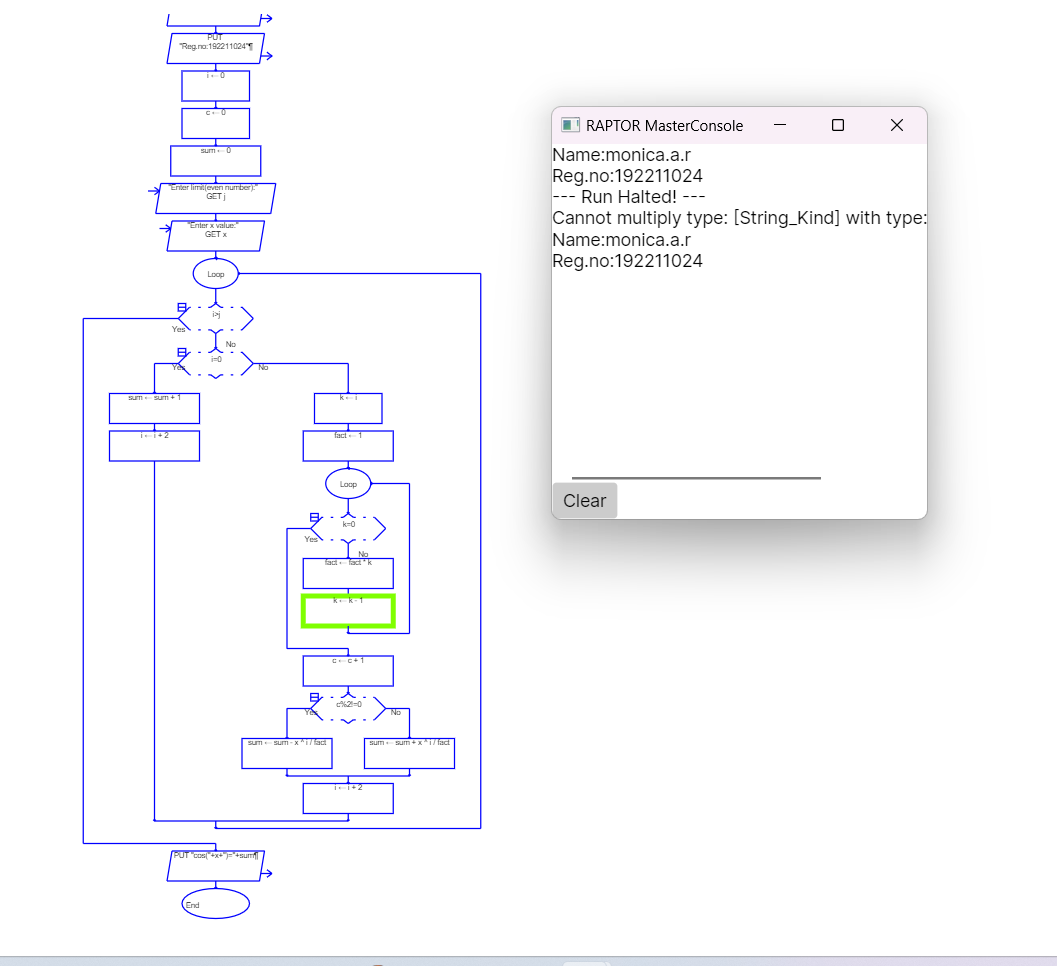 PUT
"Reg.no:192211024"¶
i ← 0
c ← 0
sum ← 0
"Enter limit(even number):"
GET j
"Enter x value:"
GET x
Loop
i>j
Yes
No
i=0
Yes
No
sum ← sum + 1
i ← i + 2
k ← i
fact ← 1
Loop
k=0
Yes
No
fact ← fact * k
k ← k - 1
c ← c + 1
c%2!=0
Yes
No
sum ← sum - x ^ i / fact
sum ← sum + x ^ i / fact
i ← i + 2
PUT "cos("+x+")="+sum¶
End
RAPTOR MasterConsole
Name:monica.a.r
Reg.no:192211024
--- Run Halted! ---
Cannot multiply type: [String_Kind] with type:
Name:monica.a.r
Reg.no:192211024
Clear